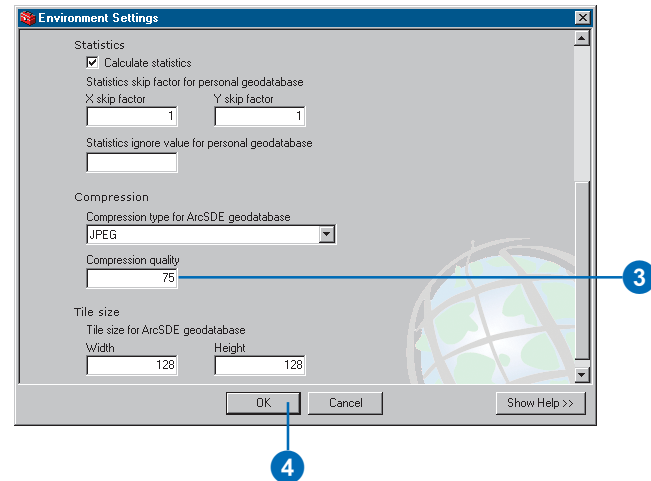 Environment Settings
Statistics
Calculate statistics
Statistics skip factor for personal geodatabase
X skip factor Y skip factor
1 1
Statistics ignore value for personal geodatabase
Compression
Compression type for ArcSDE geodatabase
JPEG
Compression quality
75
3
Tile size
Tile size for ArcSDE geodatabase
Width Height
128 128
OK Cancel Show Help >>
4